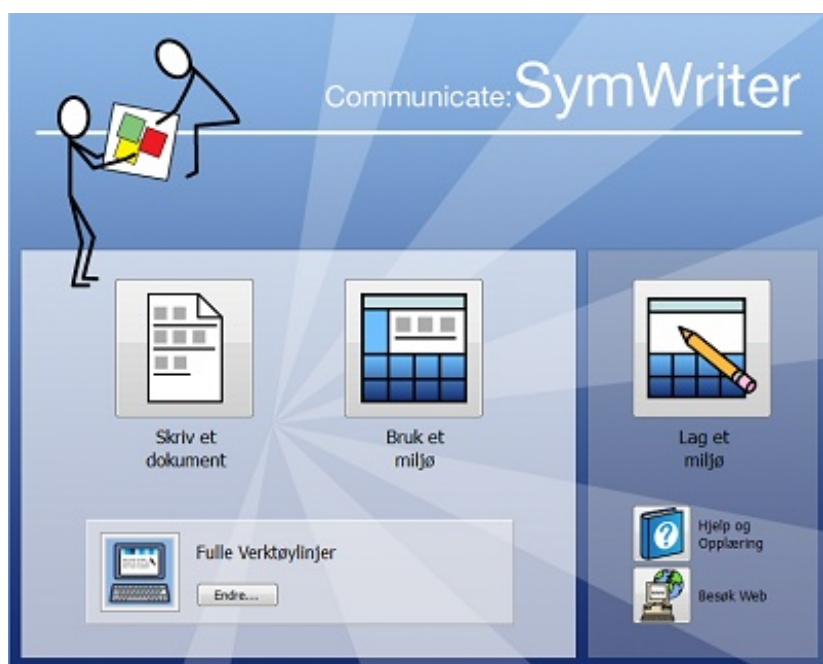 Communicate: SymWriter
Skriv et
dokument
Bruk et
miljø
Lag et
miljø
Fulle Verktøylinjer
Endre...
Hjelp og
Opplæring
Besøk Web